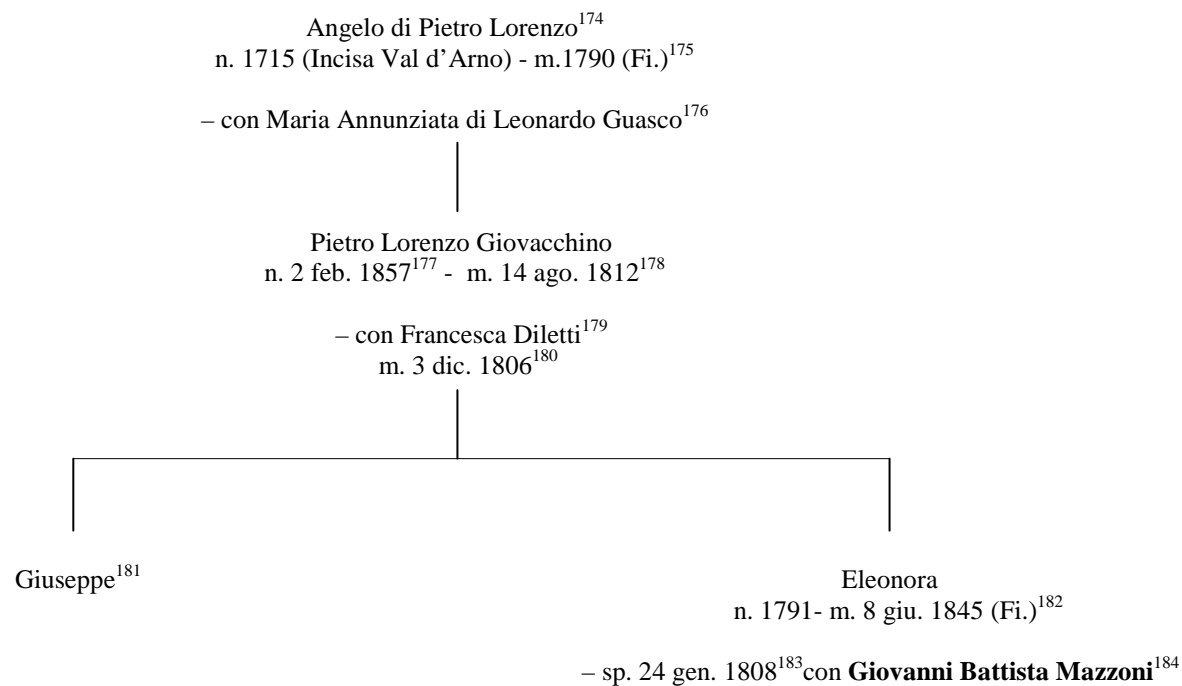 Angelo di Pietro Lorenzo174
n. 1715 (Incisa Val d’Arno) - m.1790 (Fi.)175
– con Maria Annunziata di Leonardo Guasco176
Pietro Lorenzo Giovacchino
n. 2 feb. 1857177 - m. 14 ago. 1812178
– con Francesca Diletti179
m. 3 dic. 1806180
Giuseppe181
Eleonora
n. 1791- m. 8 giu. 1845 (Fi.)182
– sp. 24 gen. 1808183con Giovanni Battista Mazzoni184